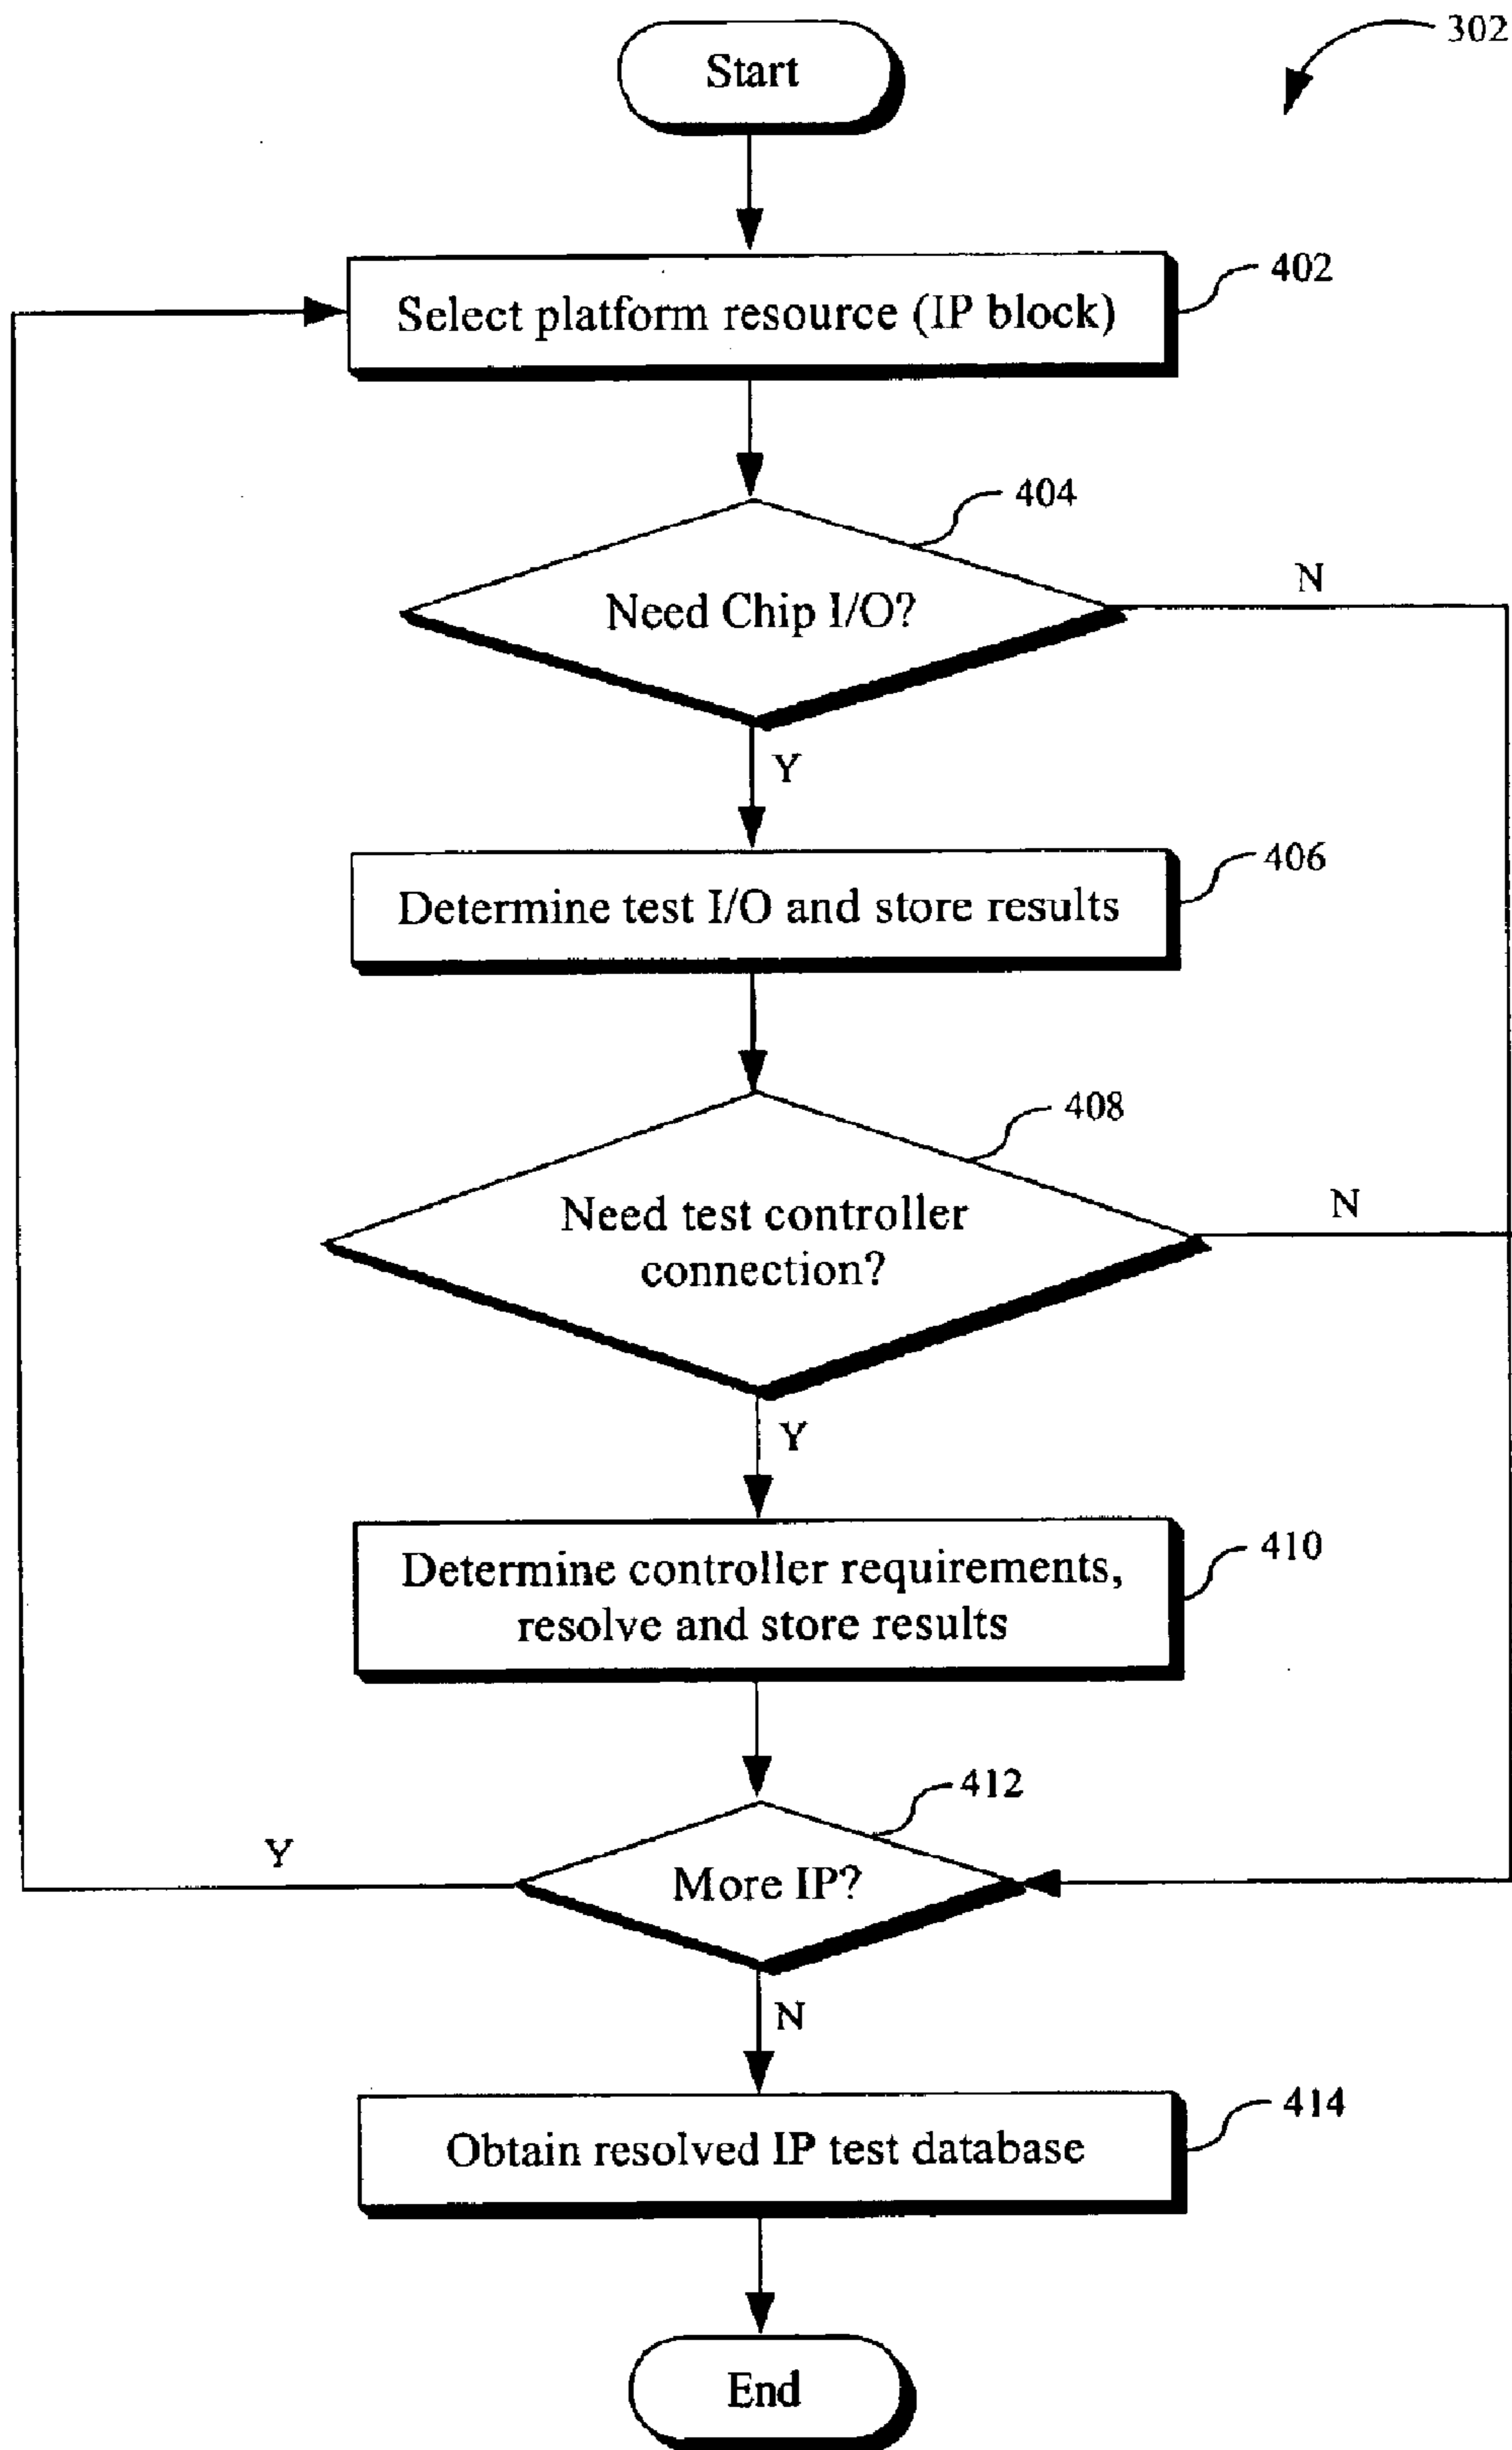 302
Start
402
Select platform resource (IP block)
404
Need Chip I/O?
N
Y
406
Determine test I/O and store results
408
Need test controller
connection?
N
Y
410
Determine controller requirements,
resolve and store results
412
More IP?
Y
N
414
Obtain resolved IP test database
End